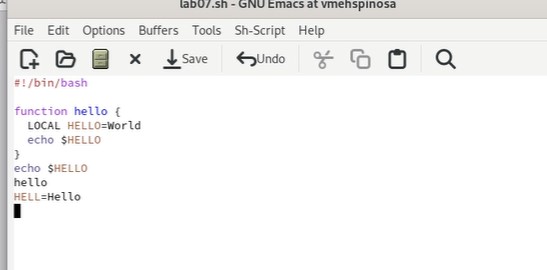 lab07.sh - GNU Emacs at vmehspinosa
File Edit Options Buffers Tools Sh-Script Help
Save Undo
#!/bin/bash
function hello {
LOCAL HELLO=World
echo $HELLO
}
echo $HELLO
hello
HELL=Hello